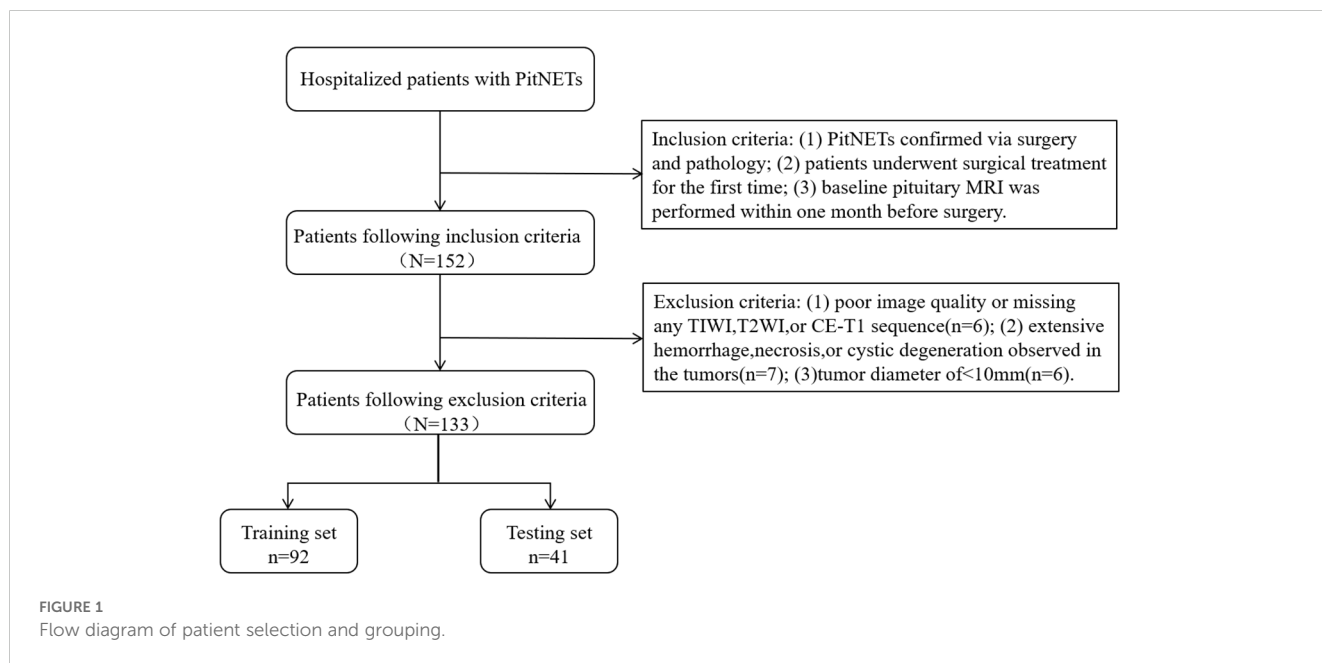 Hospitalized patients with PitNETs
Inclusion criteria: (1) PitNETs confirmed via surgery
and pathology; (2) patients underwent surgical treatment
for the first time; (3) baseline pituitary MRI was
performed within one month before surgery.
Patients following inclusion criteria
（N=152）
Exclusion criteria: (1) poor image quality or missing
any TIWI,T2WI,or CE-T1 sequence(n=6); (2) extensive
hemorrhage,necrosis,or cystic degeneration observed in
the tumors(n=7); (3)tumor diameter of<10mm(n=6).
Patients following exclusion criteria
（N=133）
Training set
n=92
Testing set
n=41
FIGURE 1
Flow diagram of patient selection and grouping.